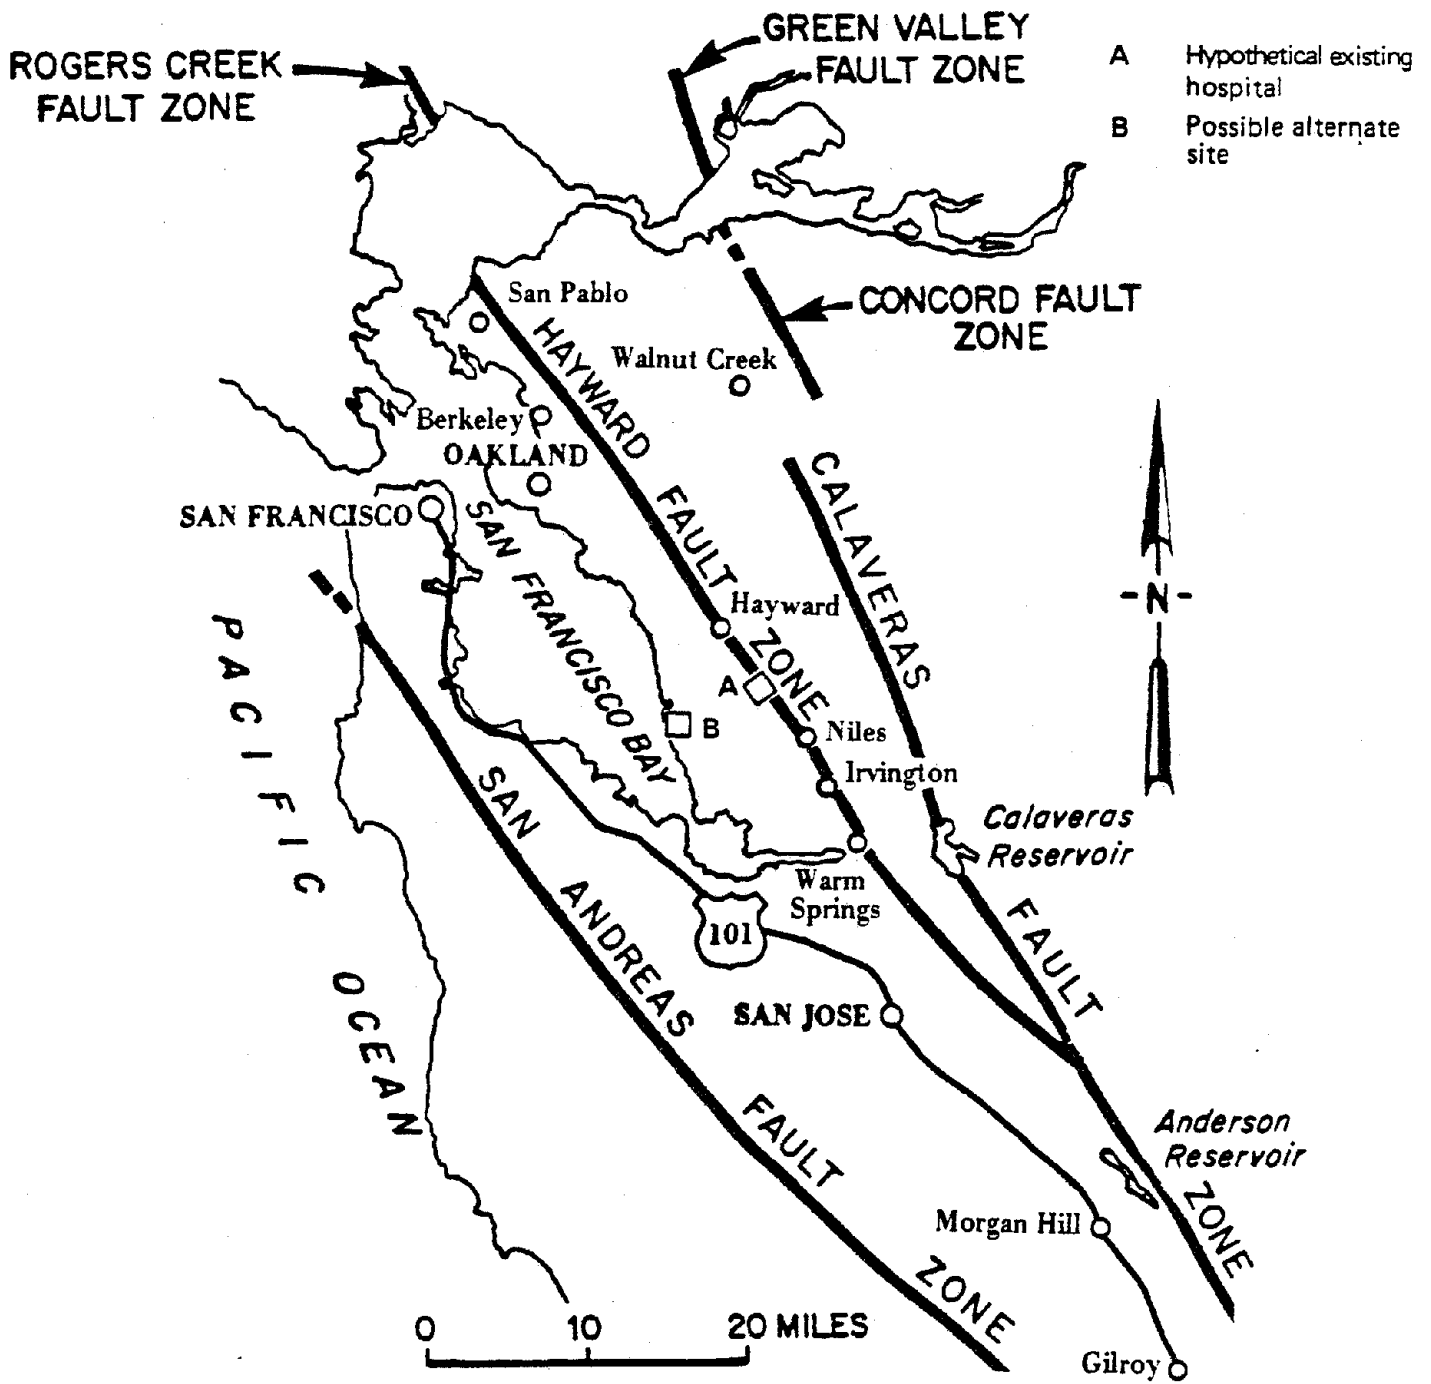 ROGERS CREEK
FAULT ZONE
GREEN VALLEY
FAULT ZONE
A Hypothetical existing
hospital
B Possible alternate
site
CONCORD FAULT
ZONE
San Pablo
HAYWARD FAULT ZONE
Walnut Creek
Berkeley
OAKLAND
SAN FRANCISCO
SAN FRANCISCO BAY
CALAVERAS FAULT ZONE
Hayward
-N-
PACIFIC OCEAN
A
B
Niles
Irvington
Calaveras
Reservoir
Warm
Springs
101
SAN ANDREAS FAULT ZONE
SAN JOSE
Anderson
Reservoir
Morgan Hill
Gilroy
0 10 20 MILES